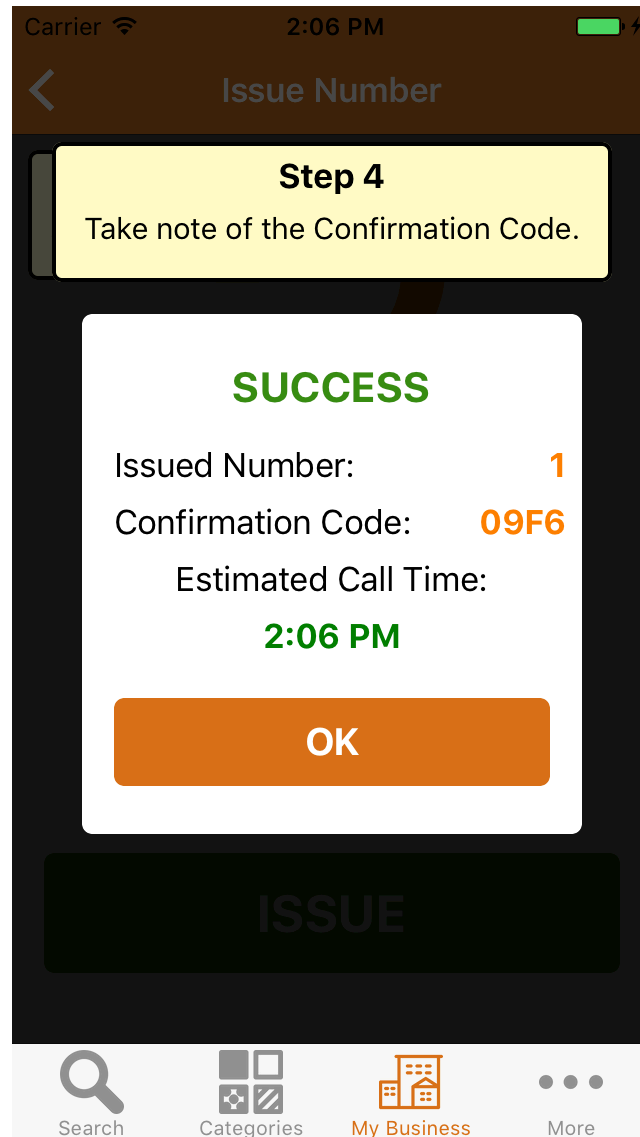 Carrier 2:06 PM
Issue Number
Step 4
Take note of the Confirmation Code.
SUCCESS
Issued Number: 1
Confirmation Code: 09F6
Estimated Call Time:
2:06 PM
OK
ISSUE
Search Categories My Business More